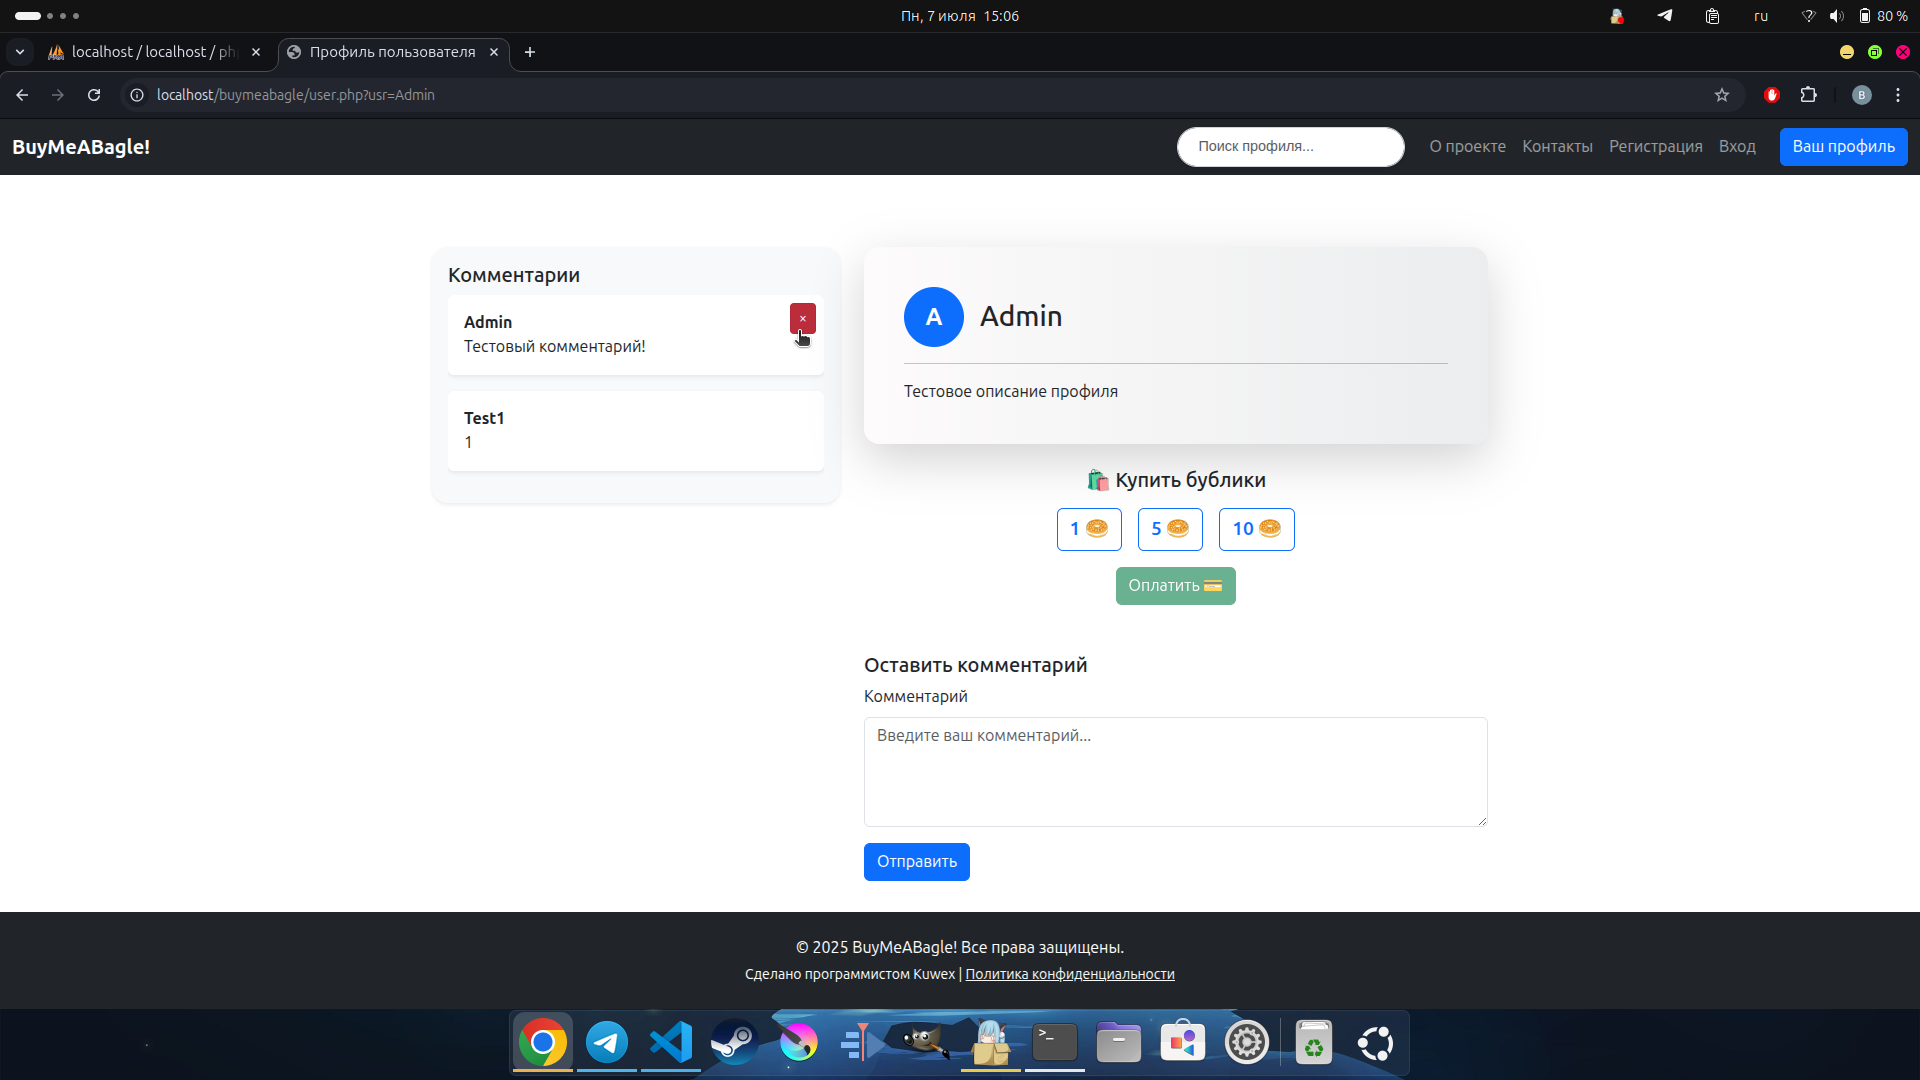 Пн, 7 июля 15:06
ru
80 %
localhost / localhost / ph
Профиль пользователя
localhost/buymeabagle/user.php?usr=Admin
B
BuyMeABagle!
Поиск профиля...
О проекте
Контакты
Регистрация
Вход
Ваш профиль
Комментарии
Admin
Тестовый комментарий!
×
Test1
1
A
Admin
Тестовое описание профиля
🛍️ Купить бублики
1 🥯
5 🥯
10 🥯
Оплатить 💳
Оставить комментарий
Комментарий
Введите ваш комментарий...
Отправить
© 2025 BuyMeABagle! Все права защищены.
Сделано программистом Kuwex | Политика конфиденциальности
>_